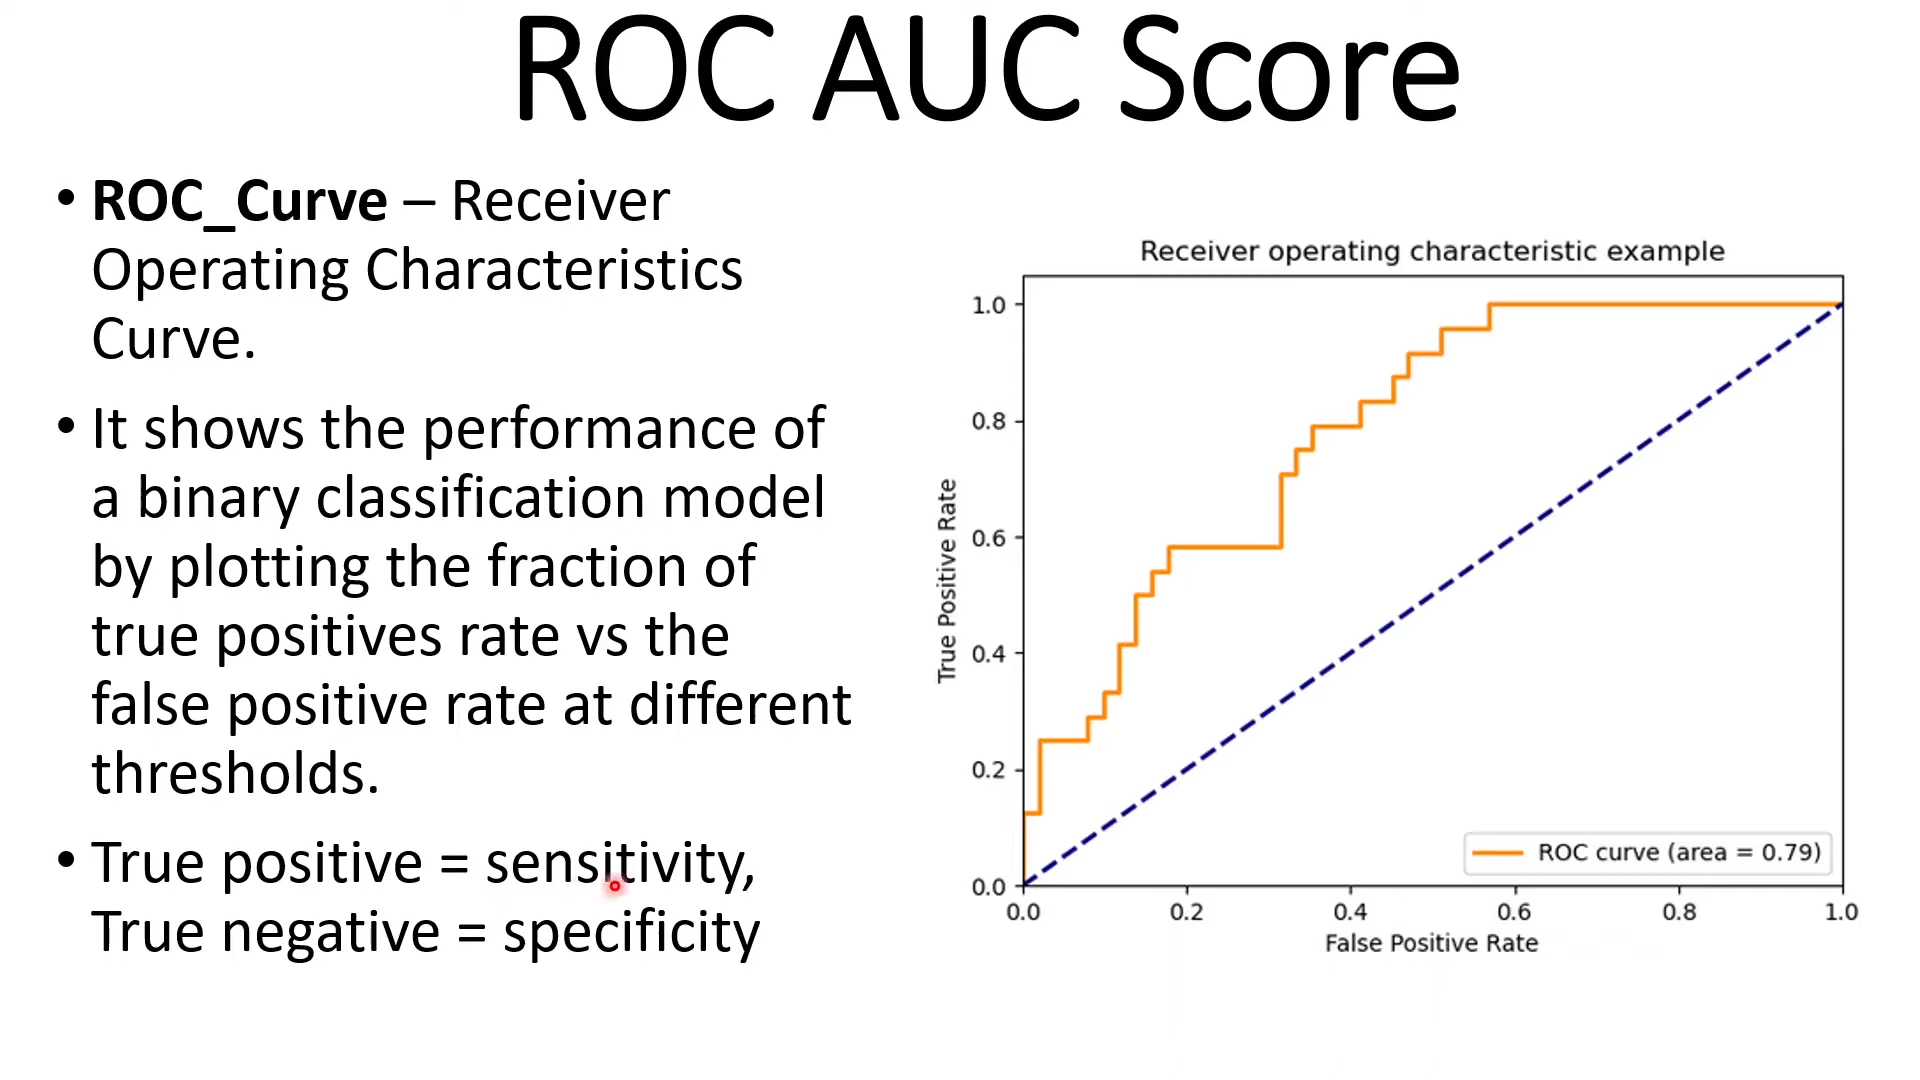 ROC AUC Score
• ROC_Curve – Receiver
Operating Characteristics
Curve.
• It shows the performance of
a binary classification model
by plotting the fraction of
true positives rate vs the
false positive rate at different
thresholds.
• True positive = sensitivity,
True negative = specificity
Receiver operating characteristic example
1.0
0.8
0.6
0.4
0.2
0.0
True Positive Rate
ROC curve (area = 0.79)
0.0 0.2 0.4 0.6 0.8 1.0
False Positive Rate